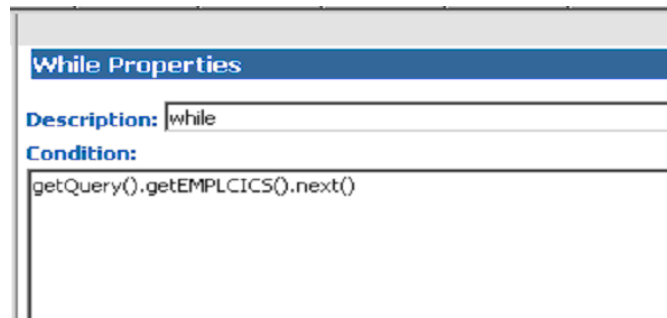 While Properties
Description: while
Condition:
getQuery().getEMPLCICS().next()